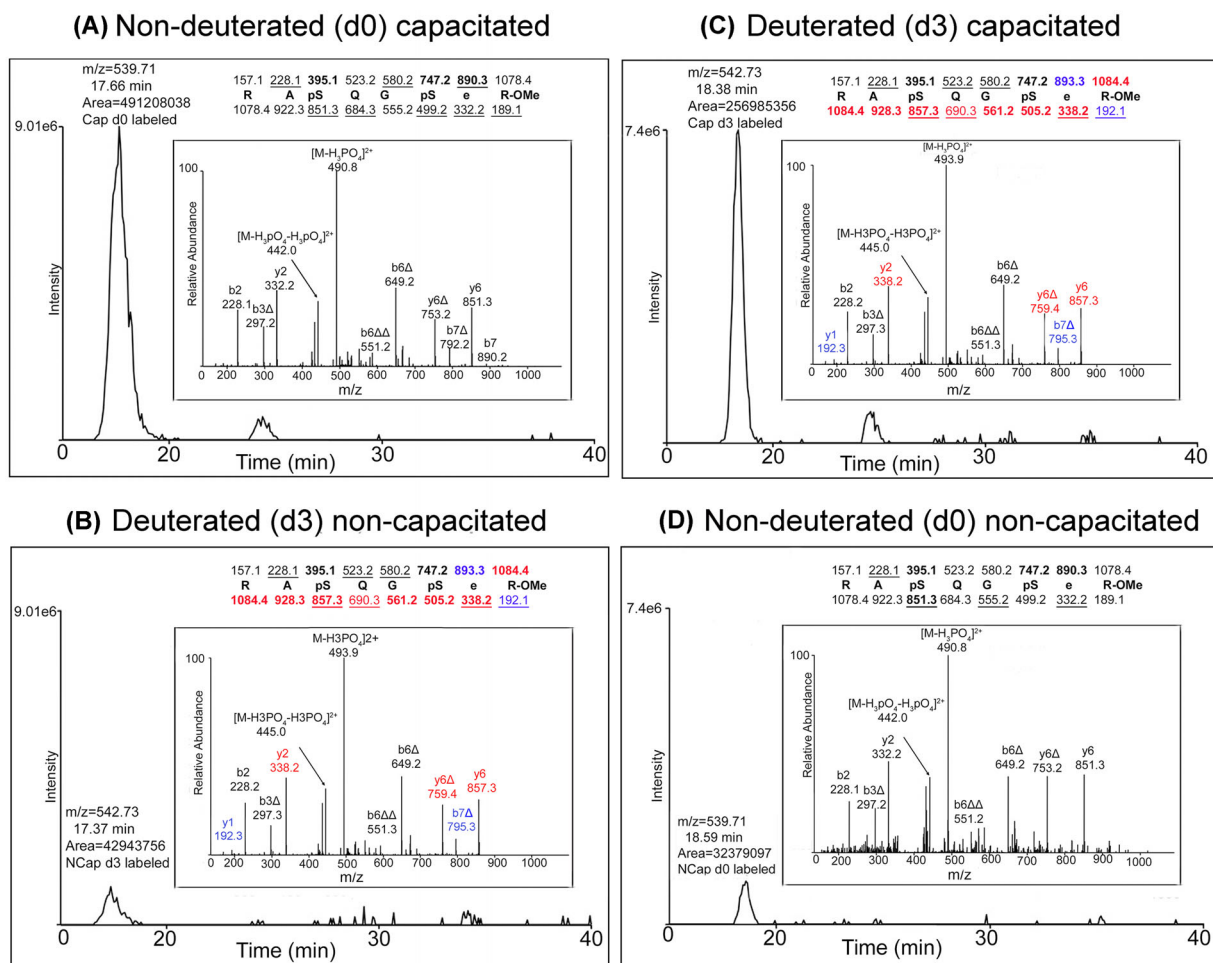 (A) Non-deuterated (d0) capacitated
m/z=539.71
17.66 min
Area=491208038
Cap d0 labeled
157.1 228.1 395.1 523.2 580.2 747.2 890.3 1078.4
R A pS Q G pS e R-OMe
1078.4 922.3 851.3 684.3 555.2 499.2 332.2 189.1
9.01e6
Intensity
[M-H3PO4]2+
490.8
100
Relative Abundance
[M-H3pO4-H3pO4]2+
442.0
b2
228.1
b3Δ
297.2
y2
332.2
b6ΔΔ
551.3
b6Δ
649.2
y6Δ
753.2
b7Δ
792.2
y6
851.3
b7
890.2
0 200 300 400 500 600 700 800 900 1000
m/z
0 20 30 40
Time (min)
(C) Deuterated (d3) capacitated
m/z=542.73
18.38 min
Area=256985356
Cap d3 labeled
157.1 228.1 395.1 523.2 580.2 747.2 893.3 1084.4
R A pS Q G pS e R-OMe
1084.4 928.3 857.3 690.3 561.2 505.2 338.2 192.1
7.4e6
Intensity
[M-H3PO4]2+
493.9
100
Relative Abundance
[M-H3PO4-H3PO4]2+
445.0
y1
192.3
b2
228.2
b3Δ
297.3
y2
338.2
b6ΔΔ
551.3
b6Δ
649.2
y6Δ
759.4
b7Δ
795.3
y6
857.3
0 200 300 400 500 600 700 800 900 1000
m/z
0 20 30 40
Time (min)
(B) Deuterated (d3) non-capacitated
157.1 228.1 395.1 523.2 580.2 747.2 893.3 1084.4
R A pS Q G pS e R-OMe
1084.4 928.3 857.3 690.3 561.2 505.2 338.2 192.1
9.01e6
Intensity
M-H3PO4]2+
493.9
100
Relative Abundance
[M-H3PO4-H3PO4]2+
445.0
y1
192.3
b2
228.2
b3Δ
297.3
y2
338.2
b6ΔΔ
551.3
b6Δ
649.2
y6Δ
759.4
b7Δ
795.3
y6
857.3
0 200 300 400 500 600 700 800 900 1000
m/z
m/z=542.73
17.37 min
Area=42943756
NCap d3 labeled
0 20 30 40
Time (min)
(D) Non-deuterated (d0) non-capacitated
157.1 228.1 395.1 523.2 580.2 747.2 890.3 1078.4
R A pS Q G pS e R-OMe
1078.4 922.3 851.3 684.3 555.2 499.2 332.2 189.1
7.4e6
Intensity
[M-H3PO4]2+
490.8
100
Relative Abundance
[M-H3pO4-H3pO4]2+
442.0
b2
228.1
b3Δ
297.2
y2
332.2
b6ΔΔ
551.2
b6Δ
649.2
y6Δ
753.2
y6
851.3
0 200 300 400 500 600 700 800 900 1000
m/z
m/z=539.71
18.59 min
Area=32379097
NCap d0 labeled
0 20 30 40
Time (min)